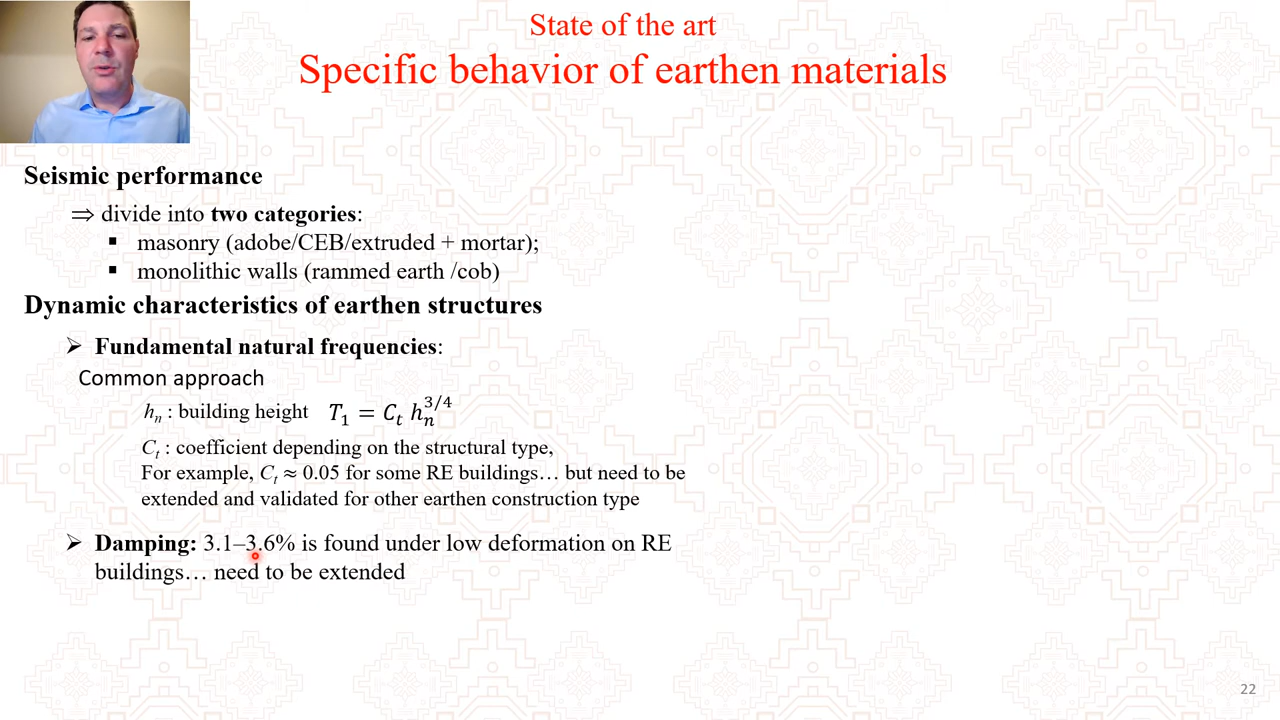 State of the art
Specific behavior of earthen materials
Seismic performance
⇒ divide into two categories:
▪ masonry (adobe/CEB/extruded + mortar);
▪ monolithic walls (rammed earth /cob)
Dynamic characteristics of earthen structures
➢ Fundamental natural frequencies:
Common approach
hₙ : building height T₁ = Cₜ hₙ^3/4
Cₜ : coefficient depending on the structural type,
For example, Cₜ ≈ 0.05 for some RE buildings… but need to be
extended and validated for other earthen construction type
➢ Damping: 3.1–3.6% is found under low deformation on RE
buildings… need to be extended
22